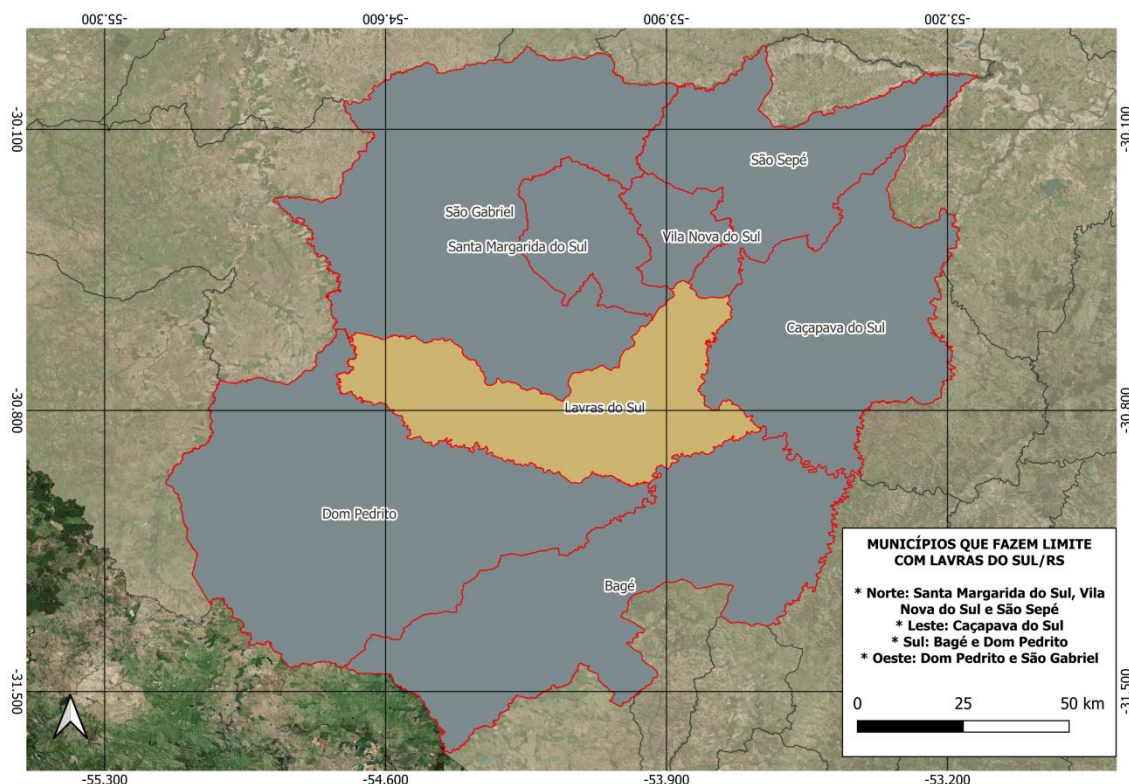 -55.300 -54.600 -53.900 -53.200
-30.100 -30.100
São Sepé
São Gabriel
Santa Margarida do Sul
Vila Nova do Sul
Caçapava do Sul
-30.800 -30.800
Lavras do Sul
Dom Pedrito
Bagé
MUNICÍPIOS QUE FAZEM LIMITE
COM LAVRAS DO SUL/RS
* Norte: Santa Margarida do Sul, Vila
Nova do Sul e São Sepé
* Leste: Caçapava do Sul
* Sul: Bagé e Dom Pedrito
* Oeste: Dom Pedrito e São Gabriel
0 25 50 km
-31.500 -31.500
-55.300 -54.600 -53.900 -53.200